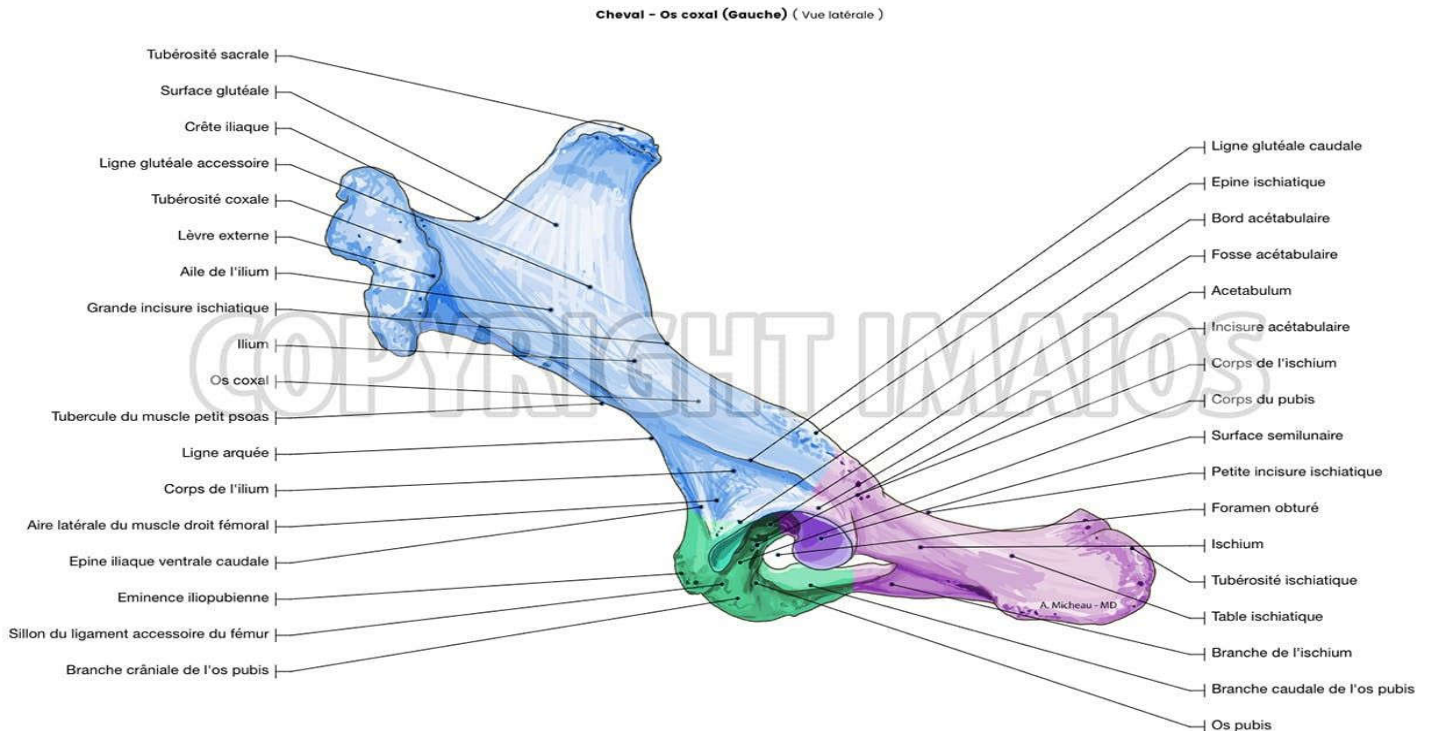 Cheval - Os coxal (Gauche) ( Vue latérale )
Tubérosité sacrale
Surface glutéale
Crête iliaque
Ligne glutéale accessoire
Tubérosité coxale
Lèvre externe
Aile de l'ilium
Grande incisure ischiatique
Ilium
Os coxal
Tubercule du muscle petit psoas
Ligne arquée
Corps de l'ilium
Aire latérale du muscle droit fémoral
Epine iliaque ventrale caudale
Eminence iliopubienne
Sillon du ligament accessoire du fémur
Branche crâniale de l'os pubis
Ligne glutéale caudale
Epine ischiatique
Bord acétabulaire
Fosse acétabulaire
Acetabulum
Incisure acétabulaire
Corps de l'ischium
Corps du pubis
Surface semilunaire
Petite incisure ischiatique
Foramen obturé
Ischium
Tubérosité ischiatique
Table ischiatique
Branche de l'ischium
Branche caudale de l'os pubis
Os pubis
A. Micheau - MD
COPYRIGHT IMAIOS